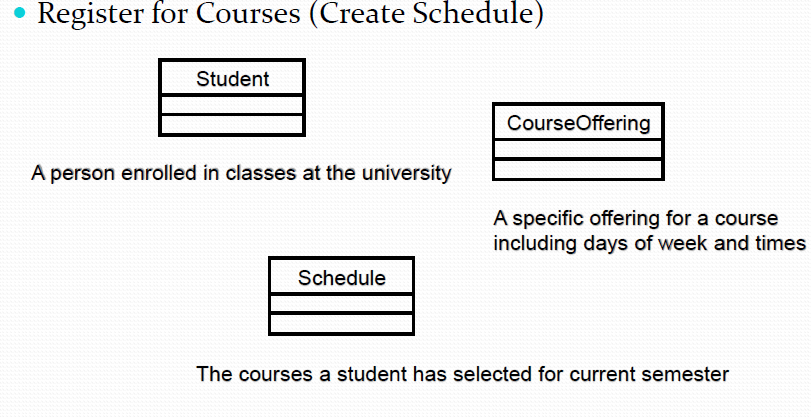 Register for Courses (Create Schedule)
Student
CourseOffering
A person enrolled in classes at the university
A specific offering for a course
including days of week and times
Schedule
The courses a student has selected for current semester